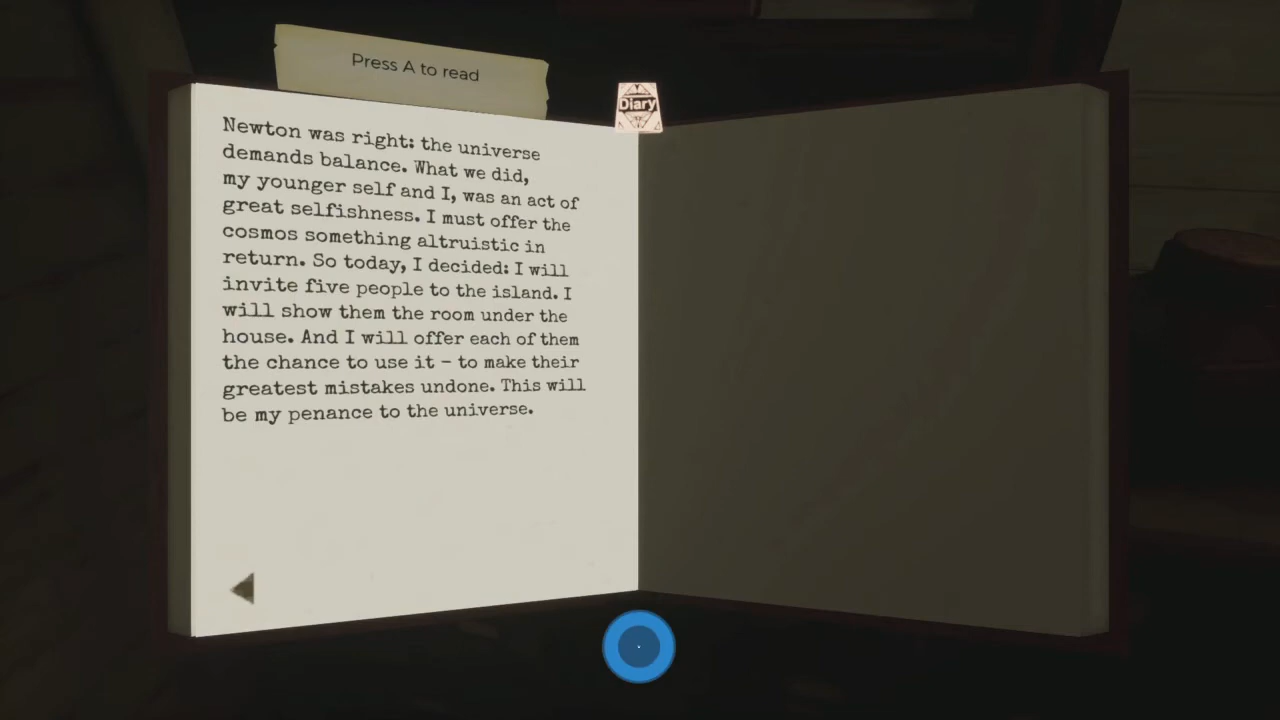 Press A to read
Diary
Newton was right: the universe
demands balance. What we did,
my younger self and I, was an act of
great selfishness. I must offer the
cosmos something altruistic in
return. So today, I decided: I will
invite five people to the island. I
will show them the room under the
house. And I will offer each of them
the chance to use it – to make their
greatest mistakes undone. This will
be my penance to the universe.